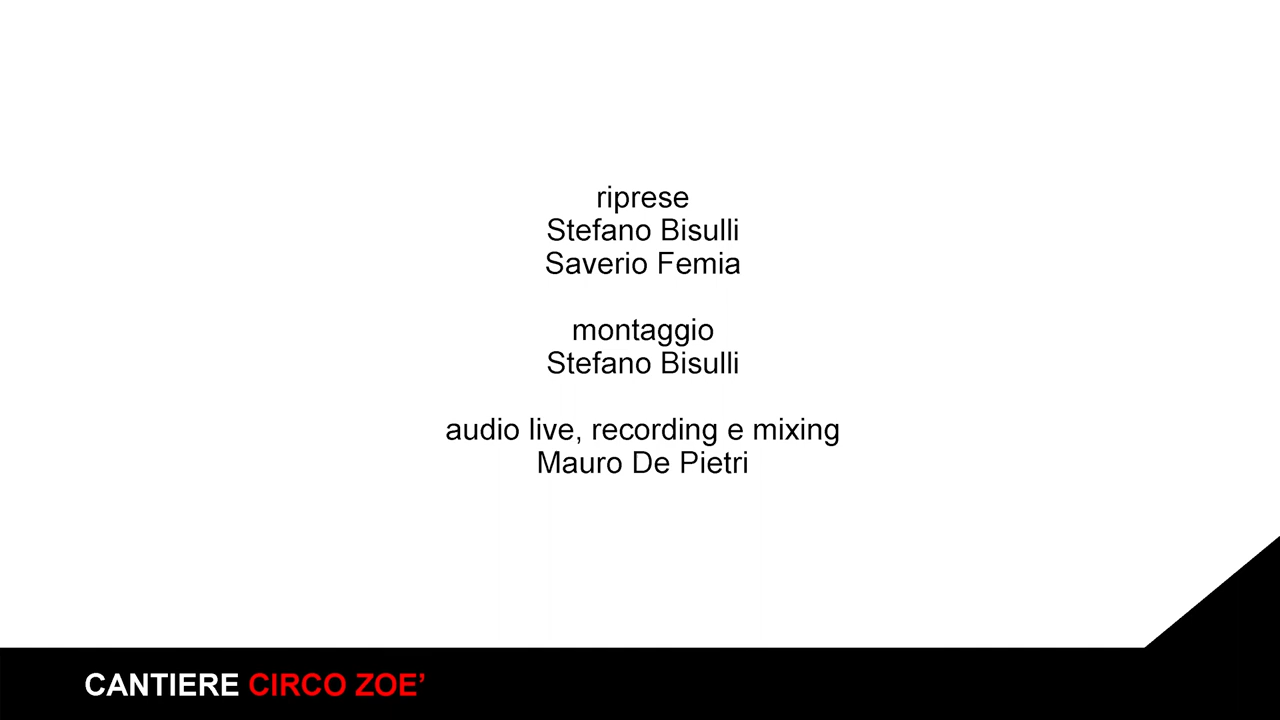 riprese
Stefano Bisulli
Saverio Femia
montaggio
Stefano Bisulli
audio live, recording e mixing
Mauro De Pietri
CANTIERE CIRCO ZOE’